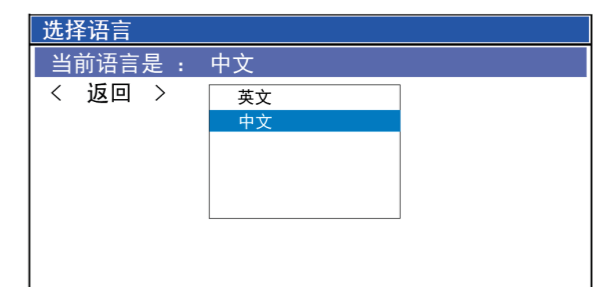 选择语言
当前语言是 : 中文
< 返回 >
英文
中文